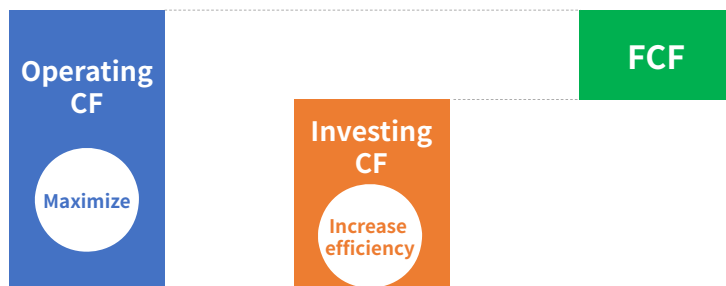 Operating
CF
Maximize
Investing
CF
Increase
efficiency
FCF